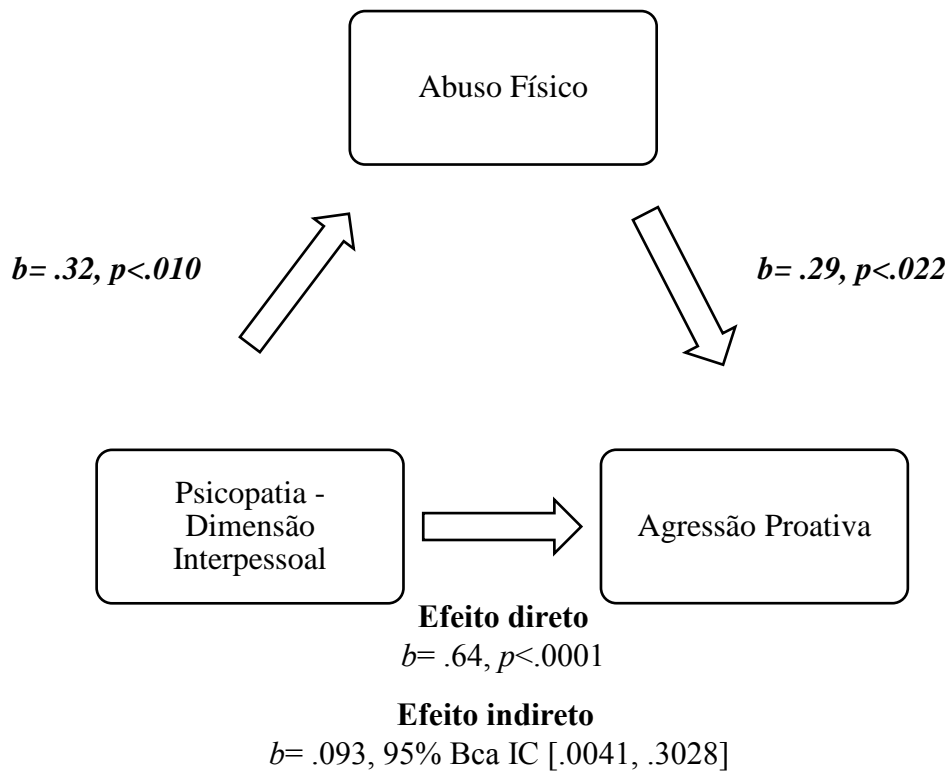 Abuso Físico
b= .32, p<.010
b= .29, p<.022
Psicopatia -
Dimensão
Interpessoal
Agressão Proativa
Efeito direto
b= .64, p<.0001
Efeito indireto
b= .093, 95% Bca IC [.0041, .3028]